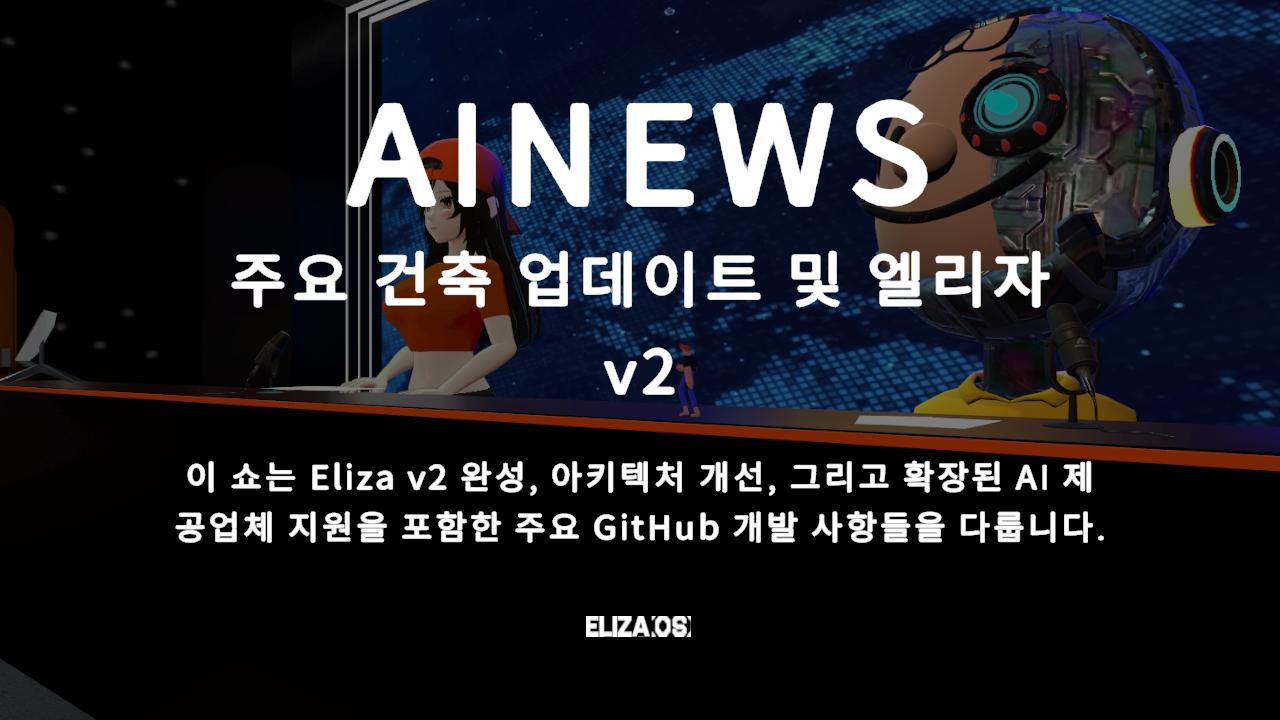 AINEWS
주요 건축 업데이트 및 엘리자
v2
이 쇼는 Eliza v2 완성, 아키텍처 개선, 그리고 확장된 AI 제
공업체 지원을 포함한 주요 GitHub 개발 사항들을 다룹니다.
ELIZA OS